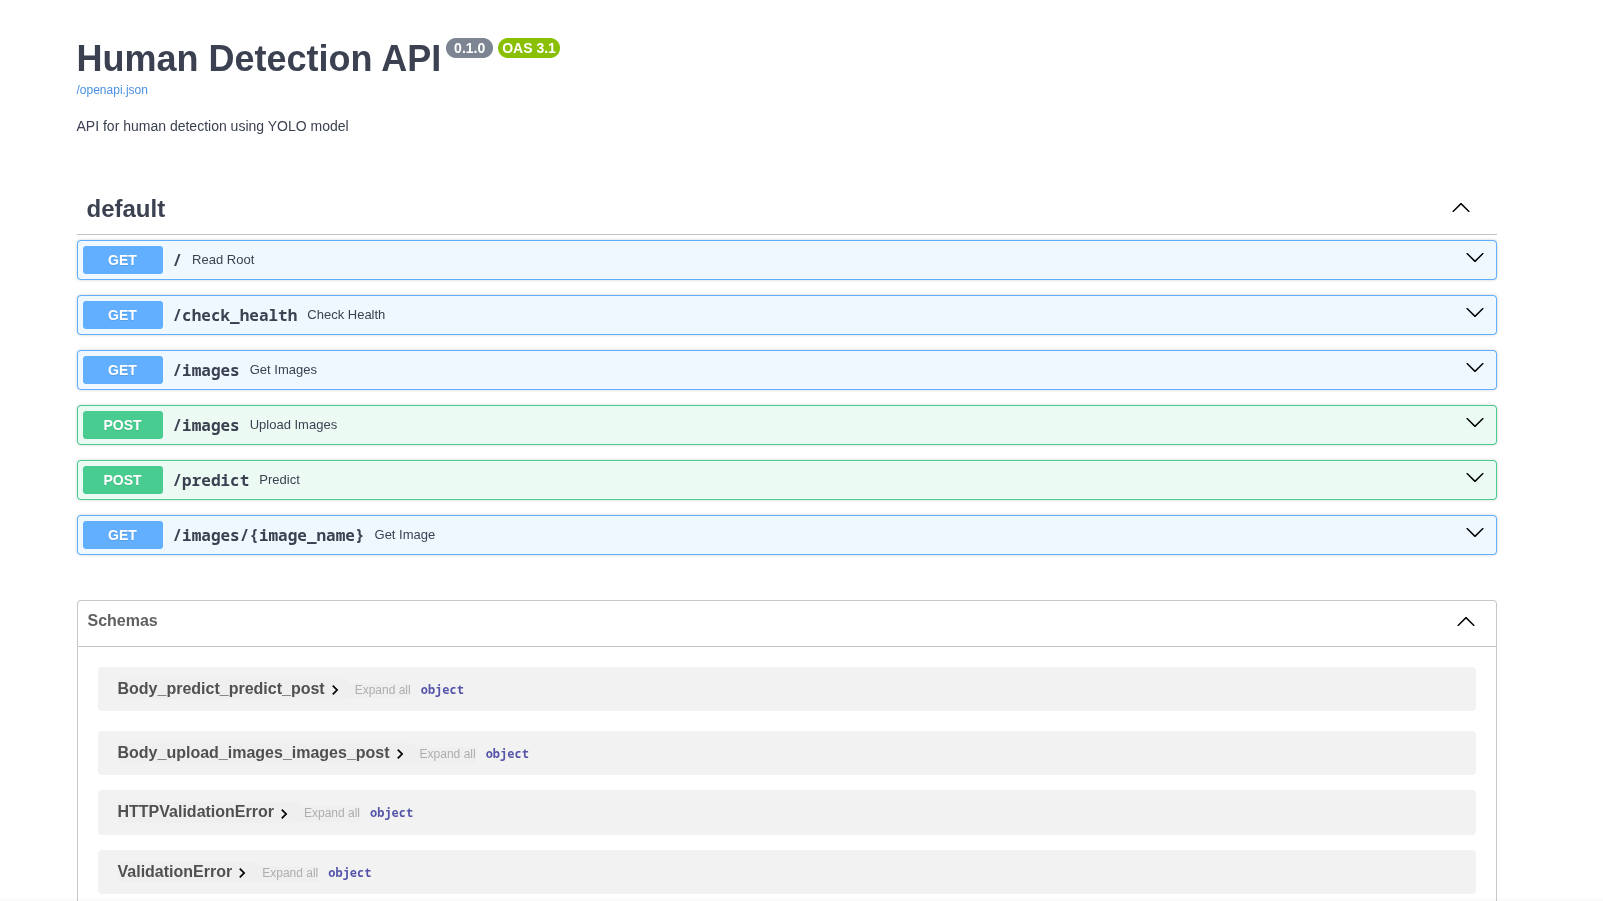 Human Detection API 0.1.0 OAS 3.1
/openapi.json
API for human detection using YOLO model
default
GET / Read Root
GET /check_health Check Health
GET /images Get Images
POST /images Upload Images
POST /predict Predict
GET /images/{image_name} Get Image
Schemas
Body_predict_predict_post Expand all object
Body_upload_images_images_post Expand all object
HTTPValidationError Expand all object
ValidationError Expand all object